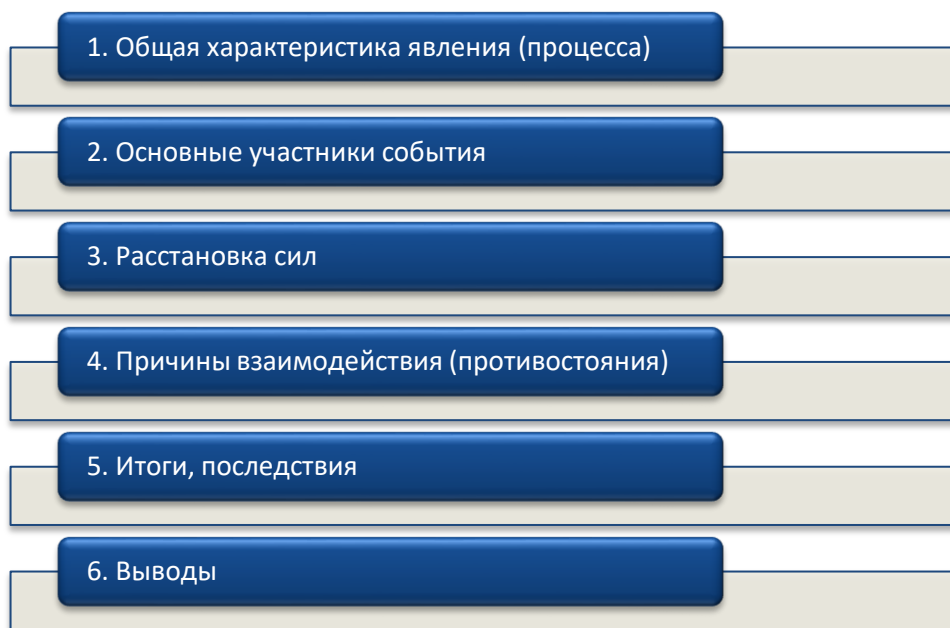 1. Общая характеристика явления (процесса)
2. Основные участники события
3. Расстановка сил
4. Причины взаимодействия (противостояния)
5. Итоги, последствия
6. Выводы